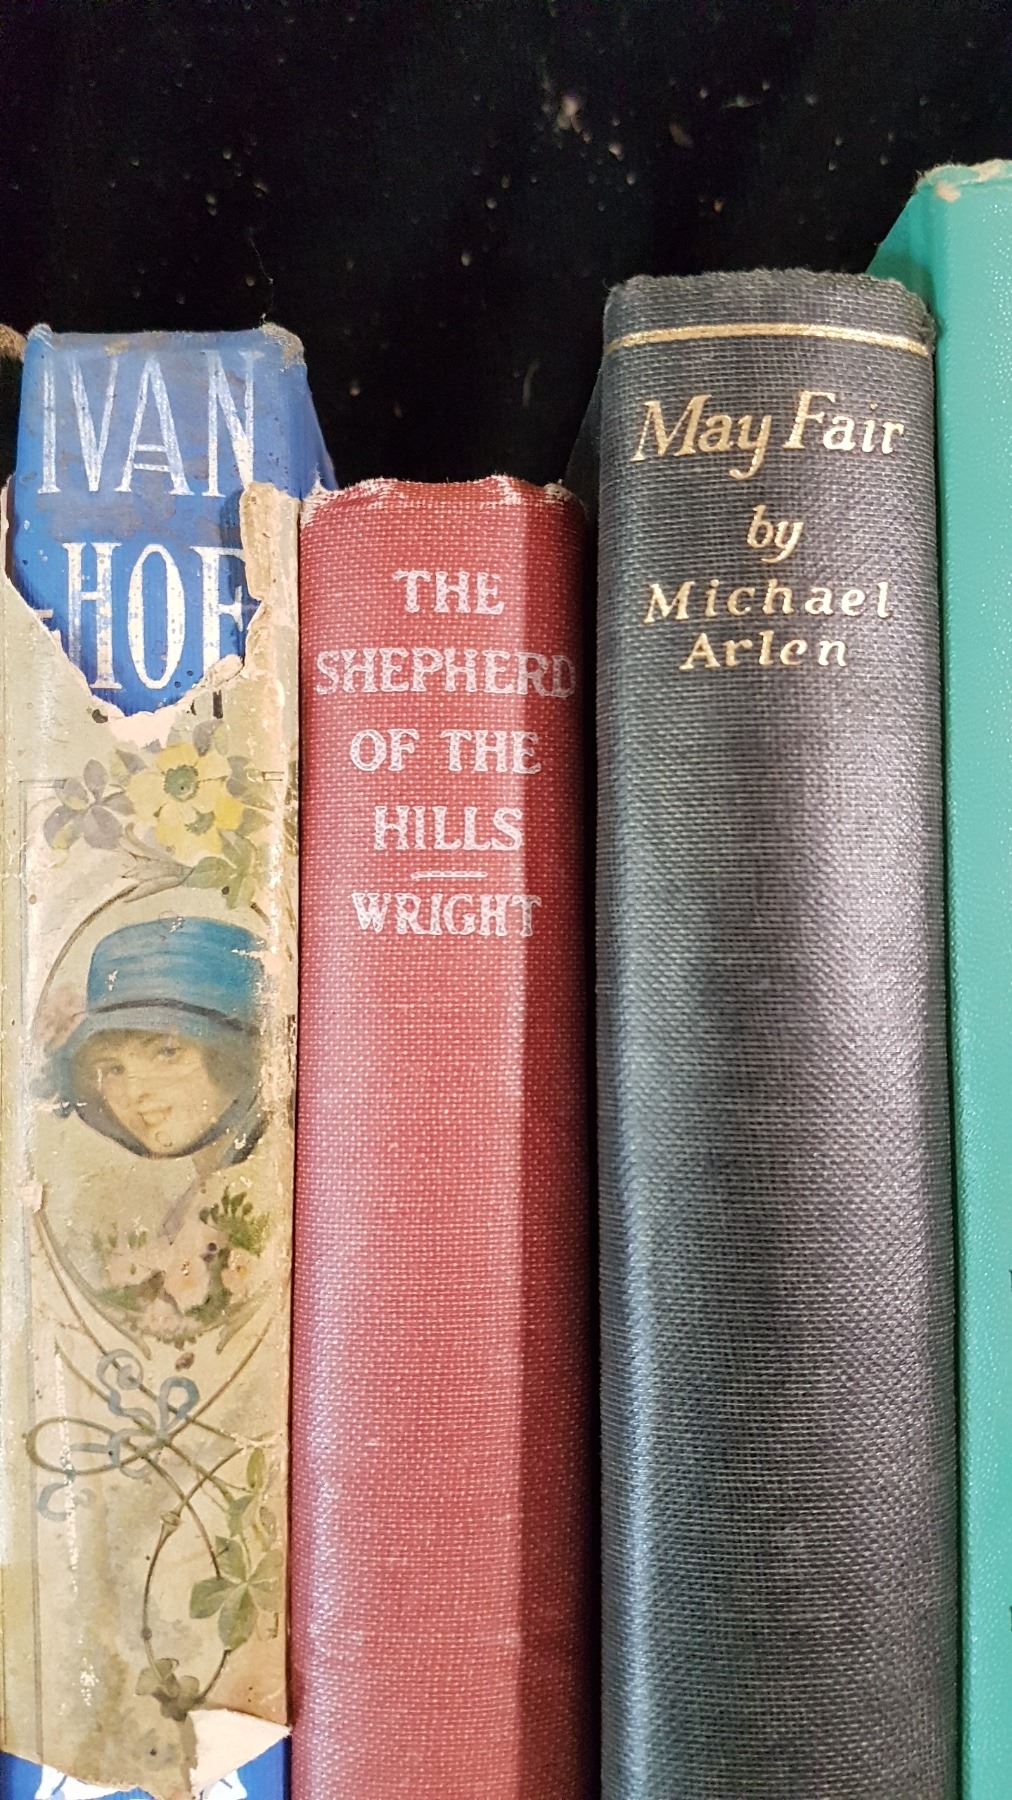 IVAN
-HOE
THE
SHEPHERD
OF THE
HILLS
WRIGHT
May Fair
by
Michael
Arlen